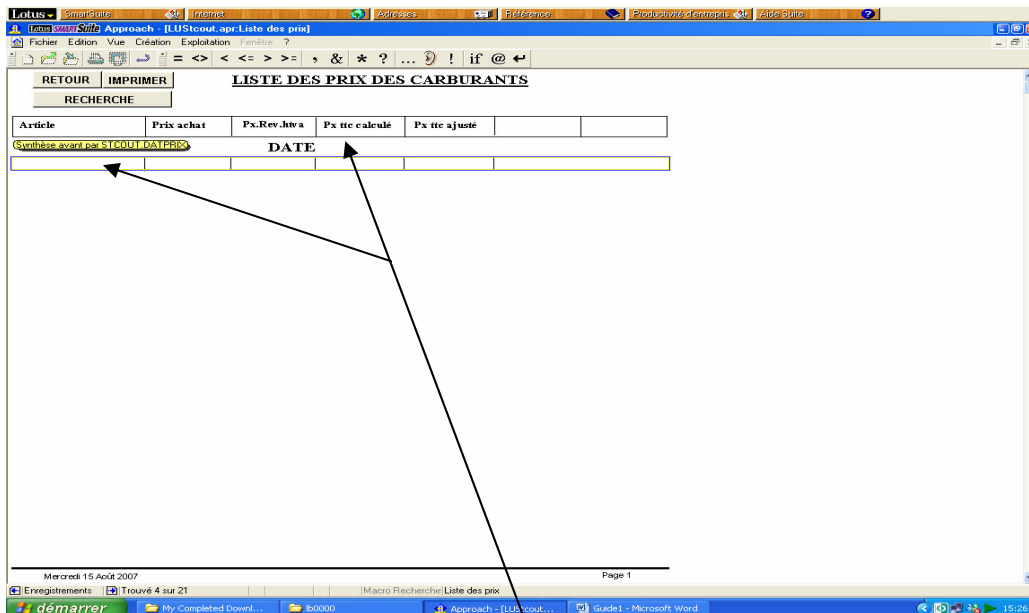 Lotus SmartSuite Internet Adresses Référence Productivité d'entrepris Aide Suite ?
Lotus SMARTSuite Approach - [LUStcout.apr:Liste des prix]
Fichier Edition Vue Création Exploitation Fenêtre ?
= <> < <= > >= , & * ? ... ! if @
RETOUR IMPRIMER LISTE DES PRIX DES CARBURANTS
RECHERCHE
Article Prix achat Px.Rev.htva Px ttc calculé Px ttc ajusté
Synthèse avant par STCOUT.DATPRIX DATE
Mercredi 15 Août 2007 Page 1
Enregistrements Trouvé 4 sur 21 Macro Recherche Liste des prix
démarrer My Completed Downl... lb0000 Approach - [LUStcout... Guide1 - Microsoft Word 15:26